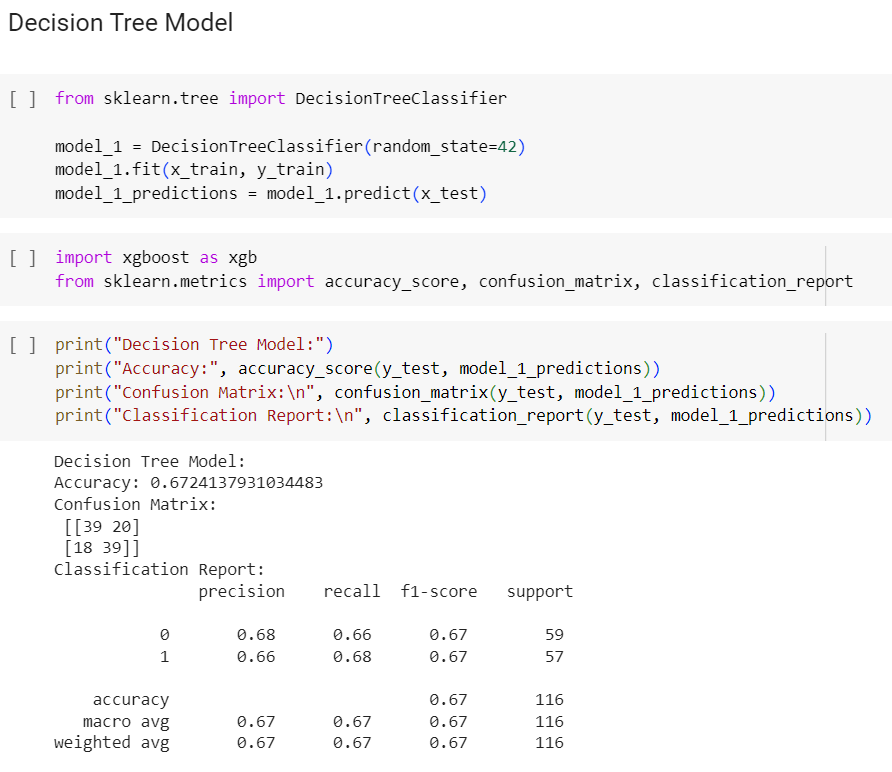 Decision Tree Model
[ ] from sklearn.tree import DecisionTreeClassifier
model_1 = DecisionTreeClassifier(random_state=42)
model_1.fit(x_train, y_train)
model_1_predictions = model_1.predict(x_test)
[ ] import xgboost as xgb
from sklearn.metrics import accuracy_score, confusion_matrix, classification_report
[ ] print("Decision Tree Model:")
print("Accuracy:", accuracy_score(y_test, model_1_predictions))
print("Confusion Matrix:\n", confusion_matrix(y_test, model_1_predictions))
print("Classification Report:\n", classification_report(y_test, model_1_predictions))
Decision Tree Model:
Accuracy: 0.6724137931034483
Confusion Matrix:
[[39 20]
[18 39]]
Classification Report:
precision recall f1-score support
0 0.68 0.66 0.67 59
1 0.66 0.68 0.67 57
accuracy 0.67 116
macro avg 0.67 0.67 0.67 116
weighted avg 0.67 0.67 0.67 116